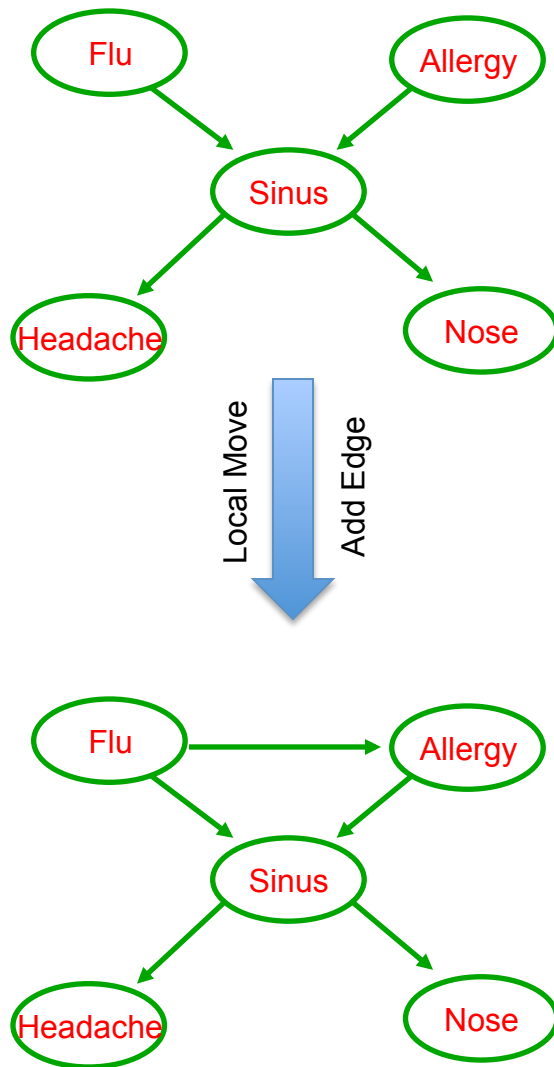 Flu
Allergy
Sinus
Headache
Nose
Local Move
Add Edge
Flu
Allergy
Sinus
Headache
Nose